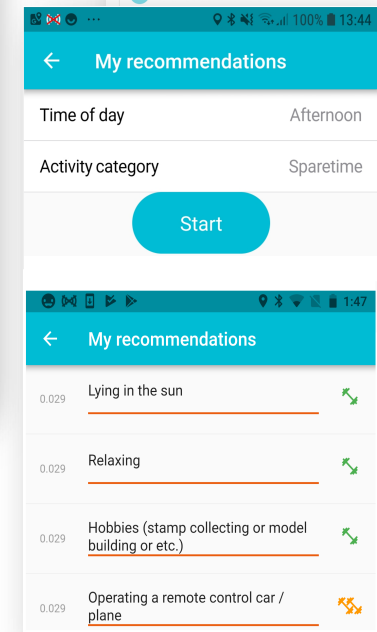 100% 13:44
My recommendations
Time of day Afternoon
Activity category Sparetime
Start
1:47
My recommendations
0.029 Lying in the sun
0.029 Relaxing
0.029 Hobbies (stamp collecting or model
building or etc.)
0.029 Operating a remote control car /
plane